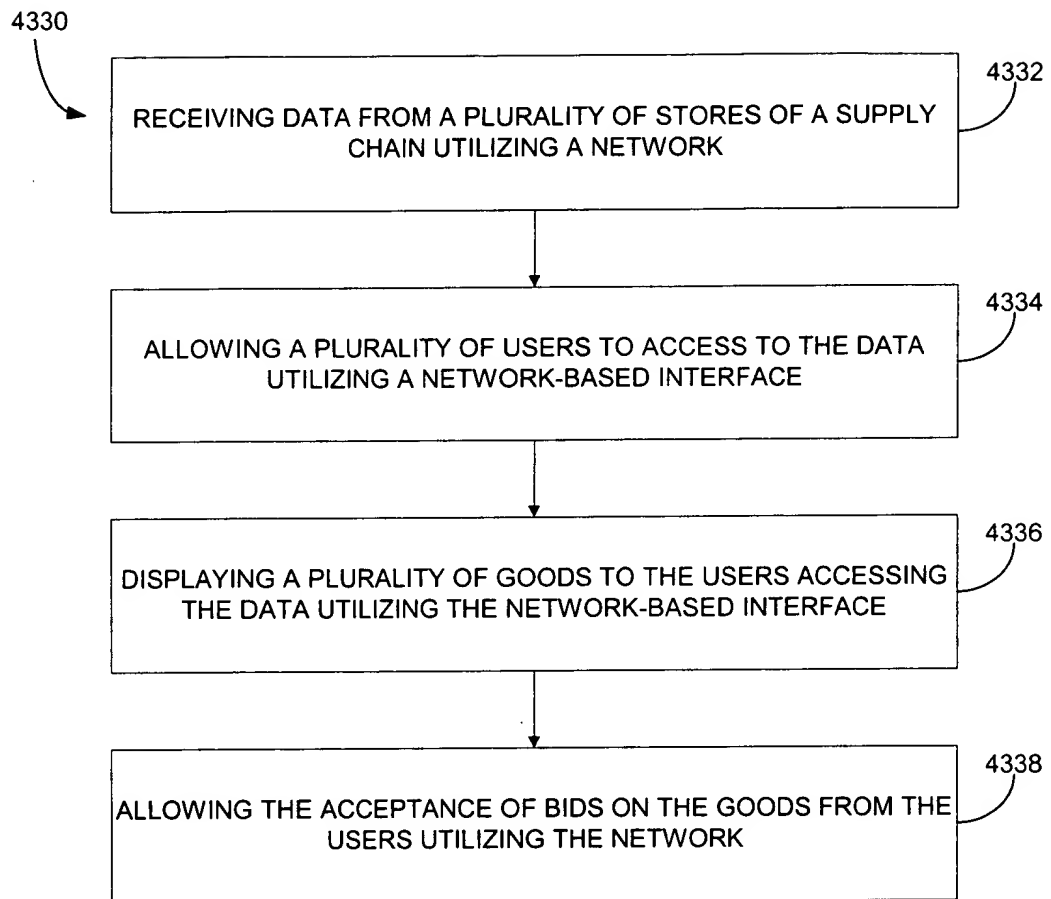 4330
4332
RECEIVING DATA FROM A PLURALITY OF STORES OF A SUPPLY
CHAIN UTILIZING A NETWORK
4334
ALLOWING A PLURALITY OF USERS TO ACCESS TO THE DATA
UTILIZING A NETWORK-BASED INTERFACE
4336
DISPLAYING A PLURALITY OF GOODS TO THE USERS ACCESSING
THE DATA UTILIZING THE NETWORK-BASED INTERFACE
4338
ALLOWING THE ACCEPTANCE OF BIDS ON THE GOODS FROM THE
USERS UTILIZING THE NETWORK